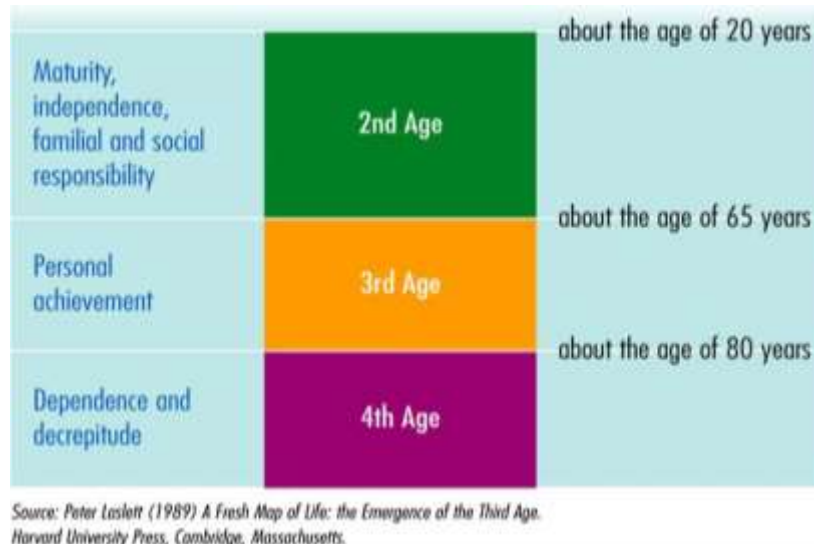 about the age of 20 years
Maturity,
independence,
familial and social
responsibility
2nd Age
about the age of 65 years
Personal
achievement
3rd Age
about the age of 80 years
Dependence and
decrepitude
4th Age
Source: Peter Laslett (1989) A Fresh Map of Life: the Emergence of the Third Age.
Harvard University Press, Cambridge, Massachusetts.